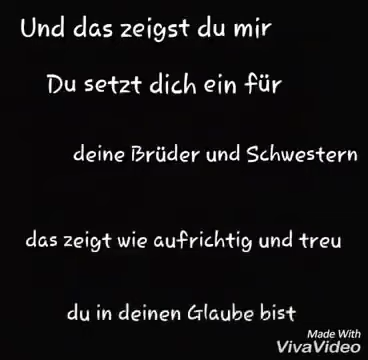 Und das zeigst du mir
Du setzt dich ein für
deine Brüder und Schwestern
das zeigt wie aufrichtig und treu
du in deinen Glaube bist
Made With
VivaVideo